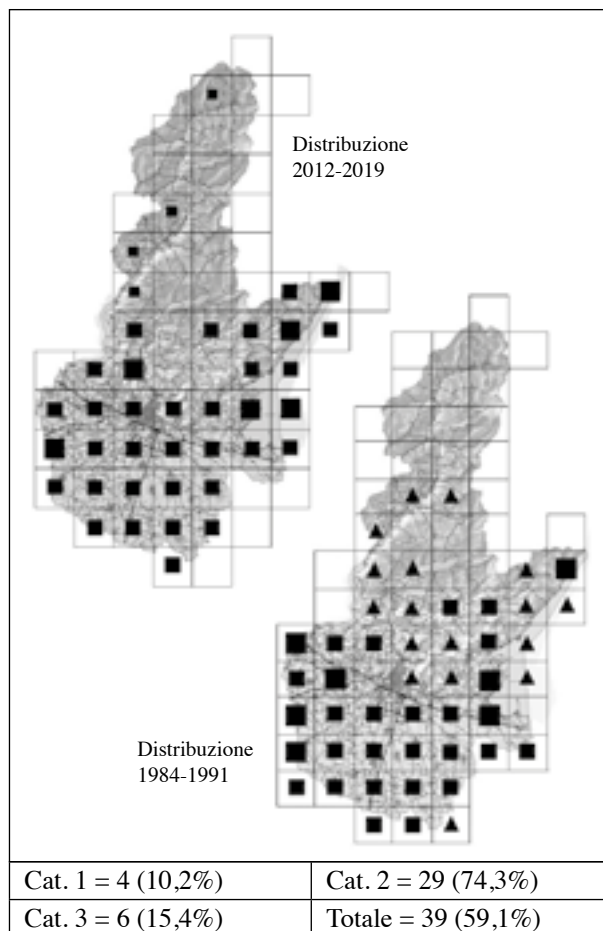 Distribuzione
2012-2019
Distribuzione
1984-1991
Cat. 1 = 4 (10,2%)
Cat. 2 = 29 (74,3%)
Cat. 3 = 6 (15,4%)
Totale = 39 (59,1%)